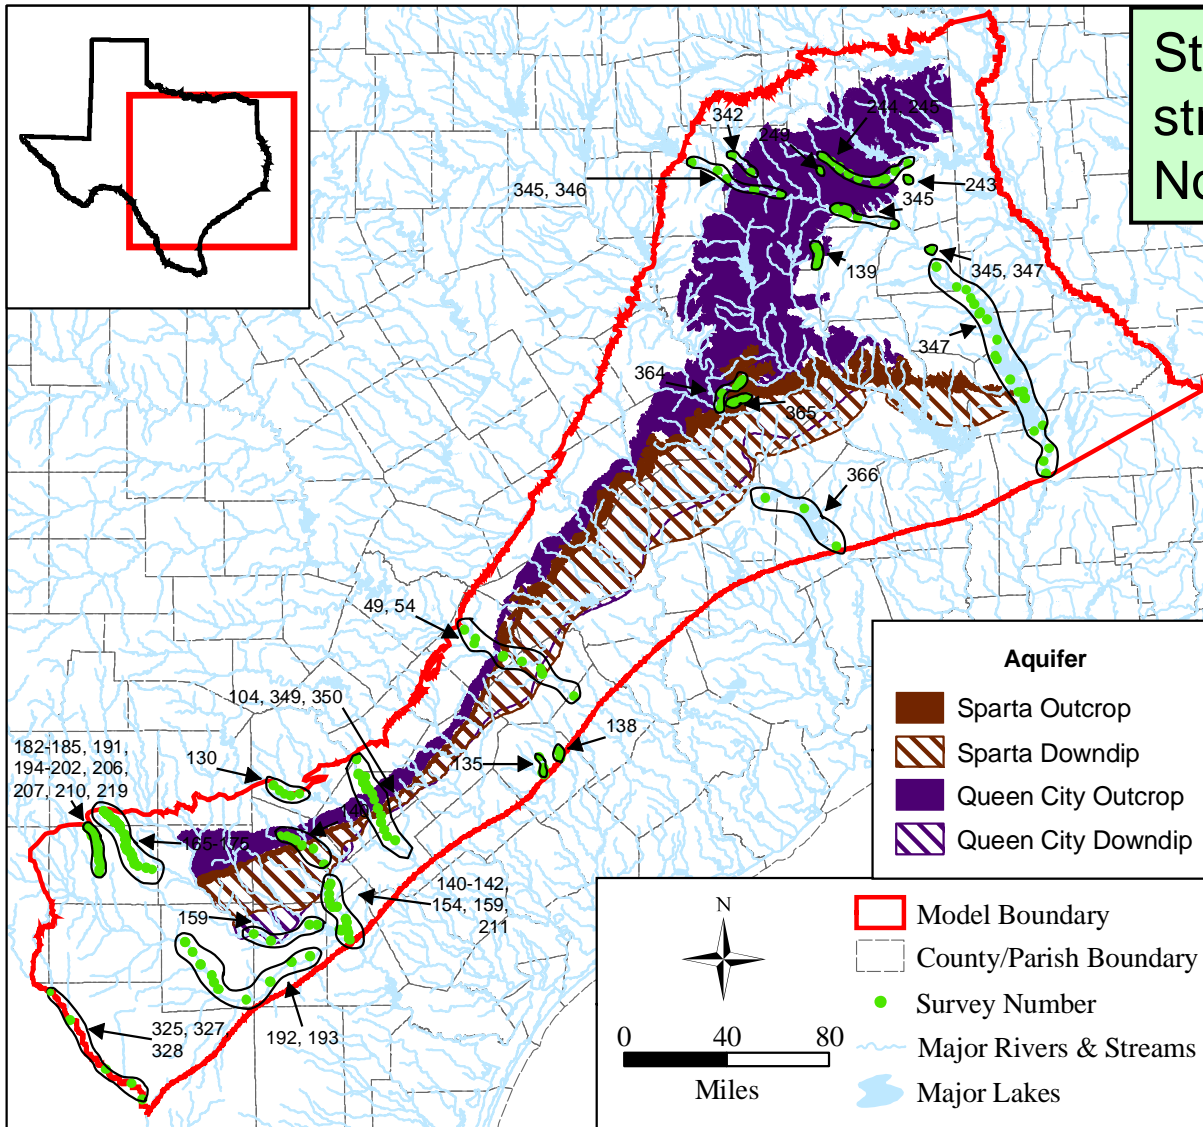 St
str
No
342
249
244, 245
345, 346
243
345
139
345, 347
347
364
365
366
49, 54
104, 349, 350
182-185, 191,
194-202, 206,
207, 210, 219
130
135
138
165-176
140-142,
154, 159,
211
159
325, 327,
328
192, 193
Aquifer
Sparta Outcrop
Sparta Downdip
Queen City Outcrop
Queen City Downdip
N
0 40 80
Miles
Model Boundary
County/Parish Boundary
Survey Number
Major Rivers & Streams
Major Lakes